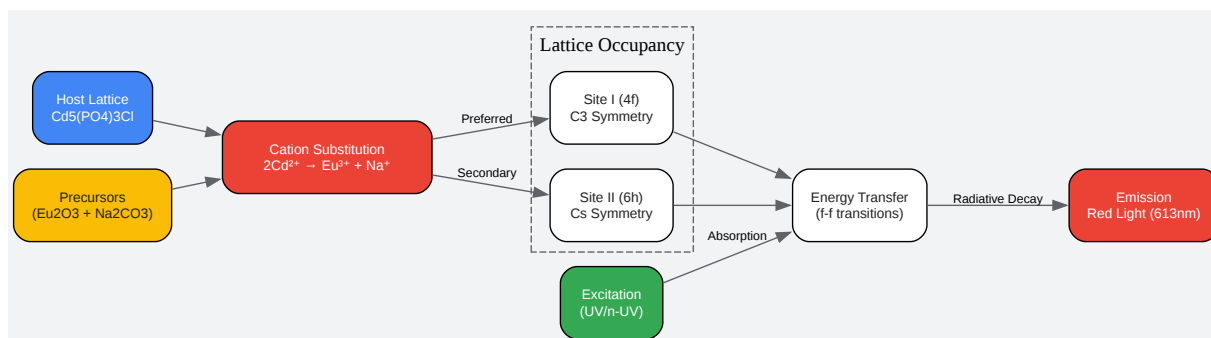 Lattice Occupancy
Host Lattice
Cd5(PO4)3Cl
Precursors
(Eu2O3 + Na2CO3)
Cation Substitution
2Cd²⁺ → Eu³⁺ + Na⁺
Preferred
Secondary
Site I (4f)
C3 Symmetry
Site II (6h)
Cs Symmetry
Absorption
Excitation
(UV/n-UV)
Energy Transfer
(f-f transitions)
Radiative Decay
Emission
Red Light (613nm)